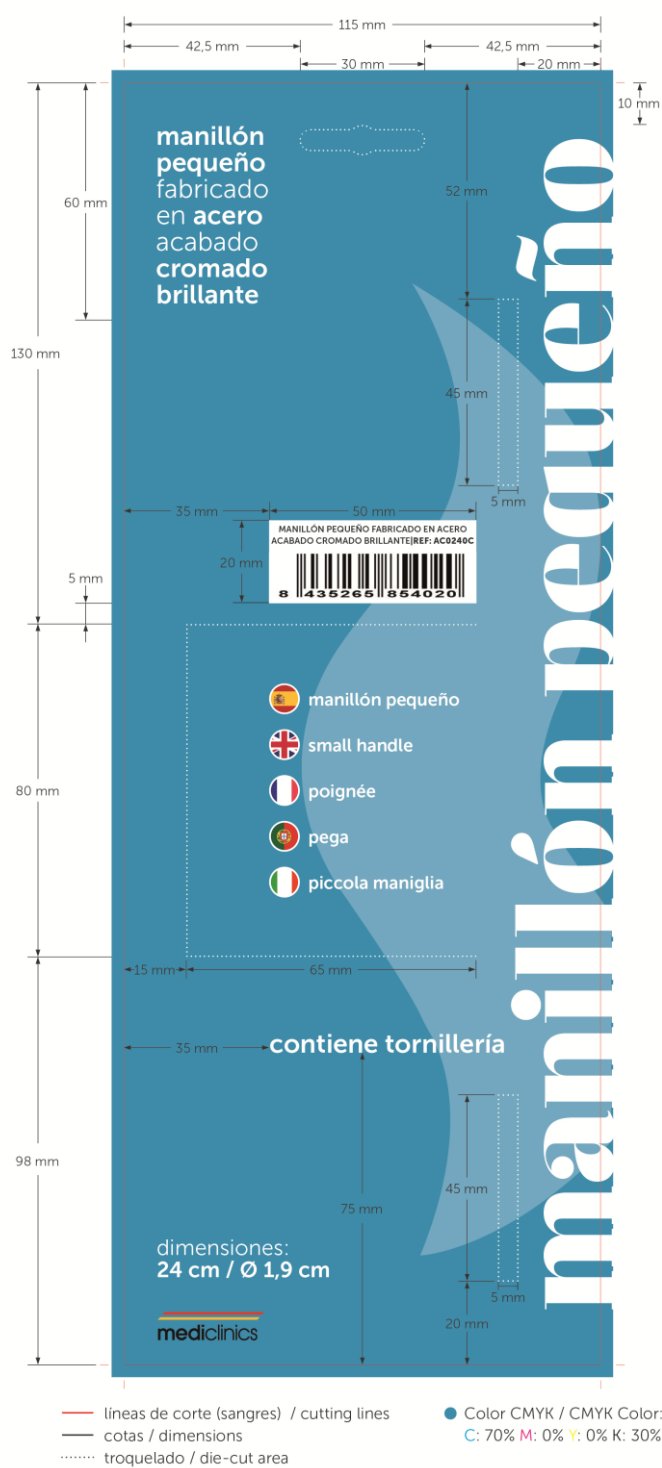 115 mm
42,5 mm
42,5 mm
30 mm
20 mm
10 mm
manillón
pequeño
fabricado
en acero
acabado
cromado
brillante
52 mm
60 mm
130 mm
45 mm
5 mm
35 mm
50 mm
MANILLÓN PEQUEÑO FABRICADO EN ACERO
ACABADO CROMADO BRILLANTE|REF: AC0240C
20 mm
8 435265 854020
5 mm
manillón pequeño
small handle
poignée
pega
piccola maniglia
80 mm
15 mm
65 mm
35 mm
contiene tornillería
98 mm
45 mm
75 mm
5 mm
20 mm
dimensiones:
24 cm / Ø 1,9 cm
mediclinics
manillón pequeño
líneas de corte (sangres) / cutting lines
cotas / dimensions
troquelado / die-cut area
Color CMYK / CMYK Color:
C: 70% M: 0% Y: 0% K: 30%